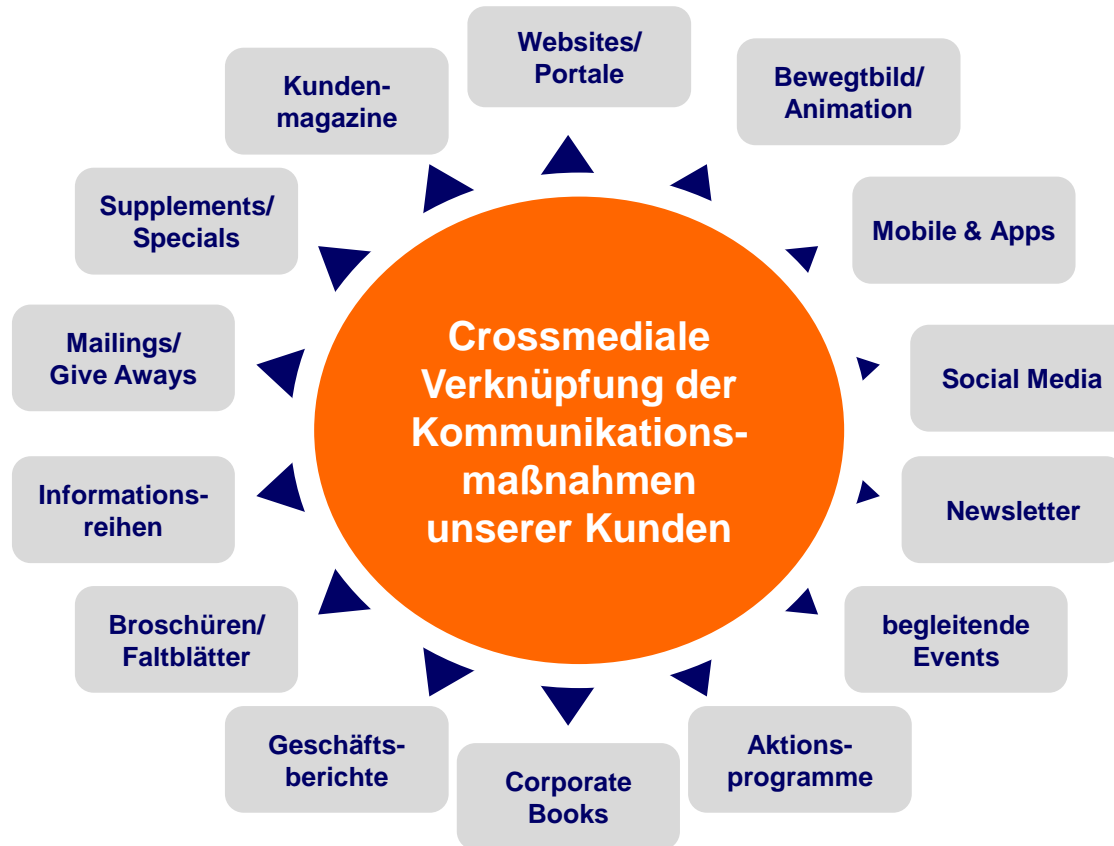 Websites/
Portale
Bewegtbild/
Animation
Mobile & Apps
Social Media
Newsletter
begleitende
Events
Aktions-
programme
Corporate
Books
Geschäfts-
berichte
Broschüren/
Faltblätter
Informations-
reihen
Mailings/
Give Aways
Supplements/
Specials
Kunden-
magazine
Crossmediale
Verknüpfung der
Kommunikations-
maßnahmen
unserer Kunden